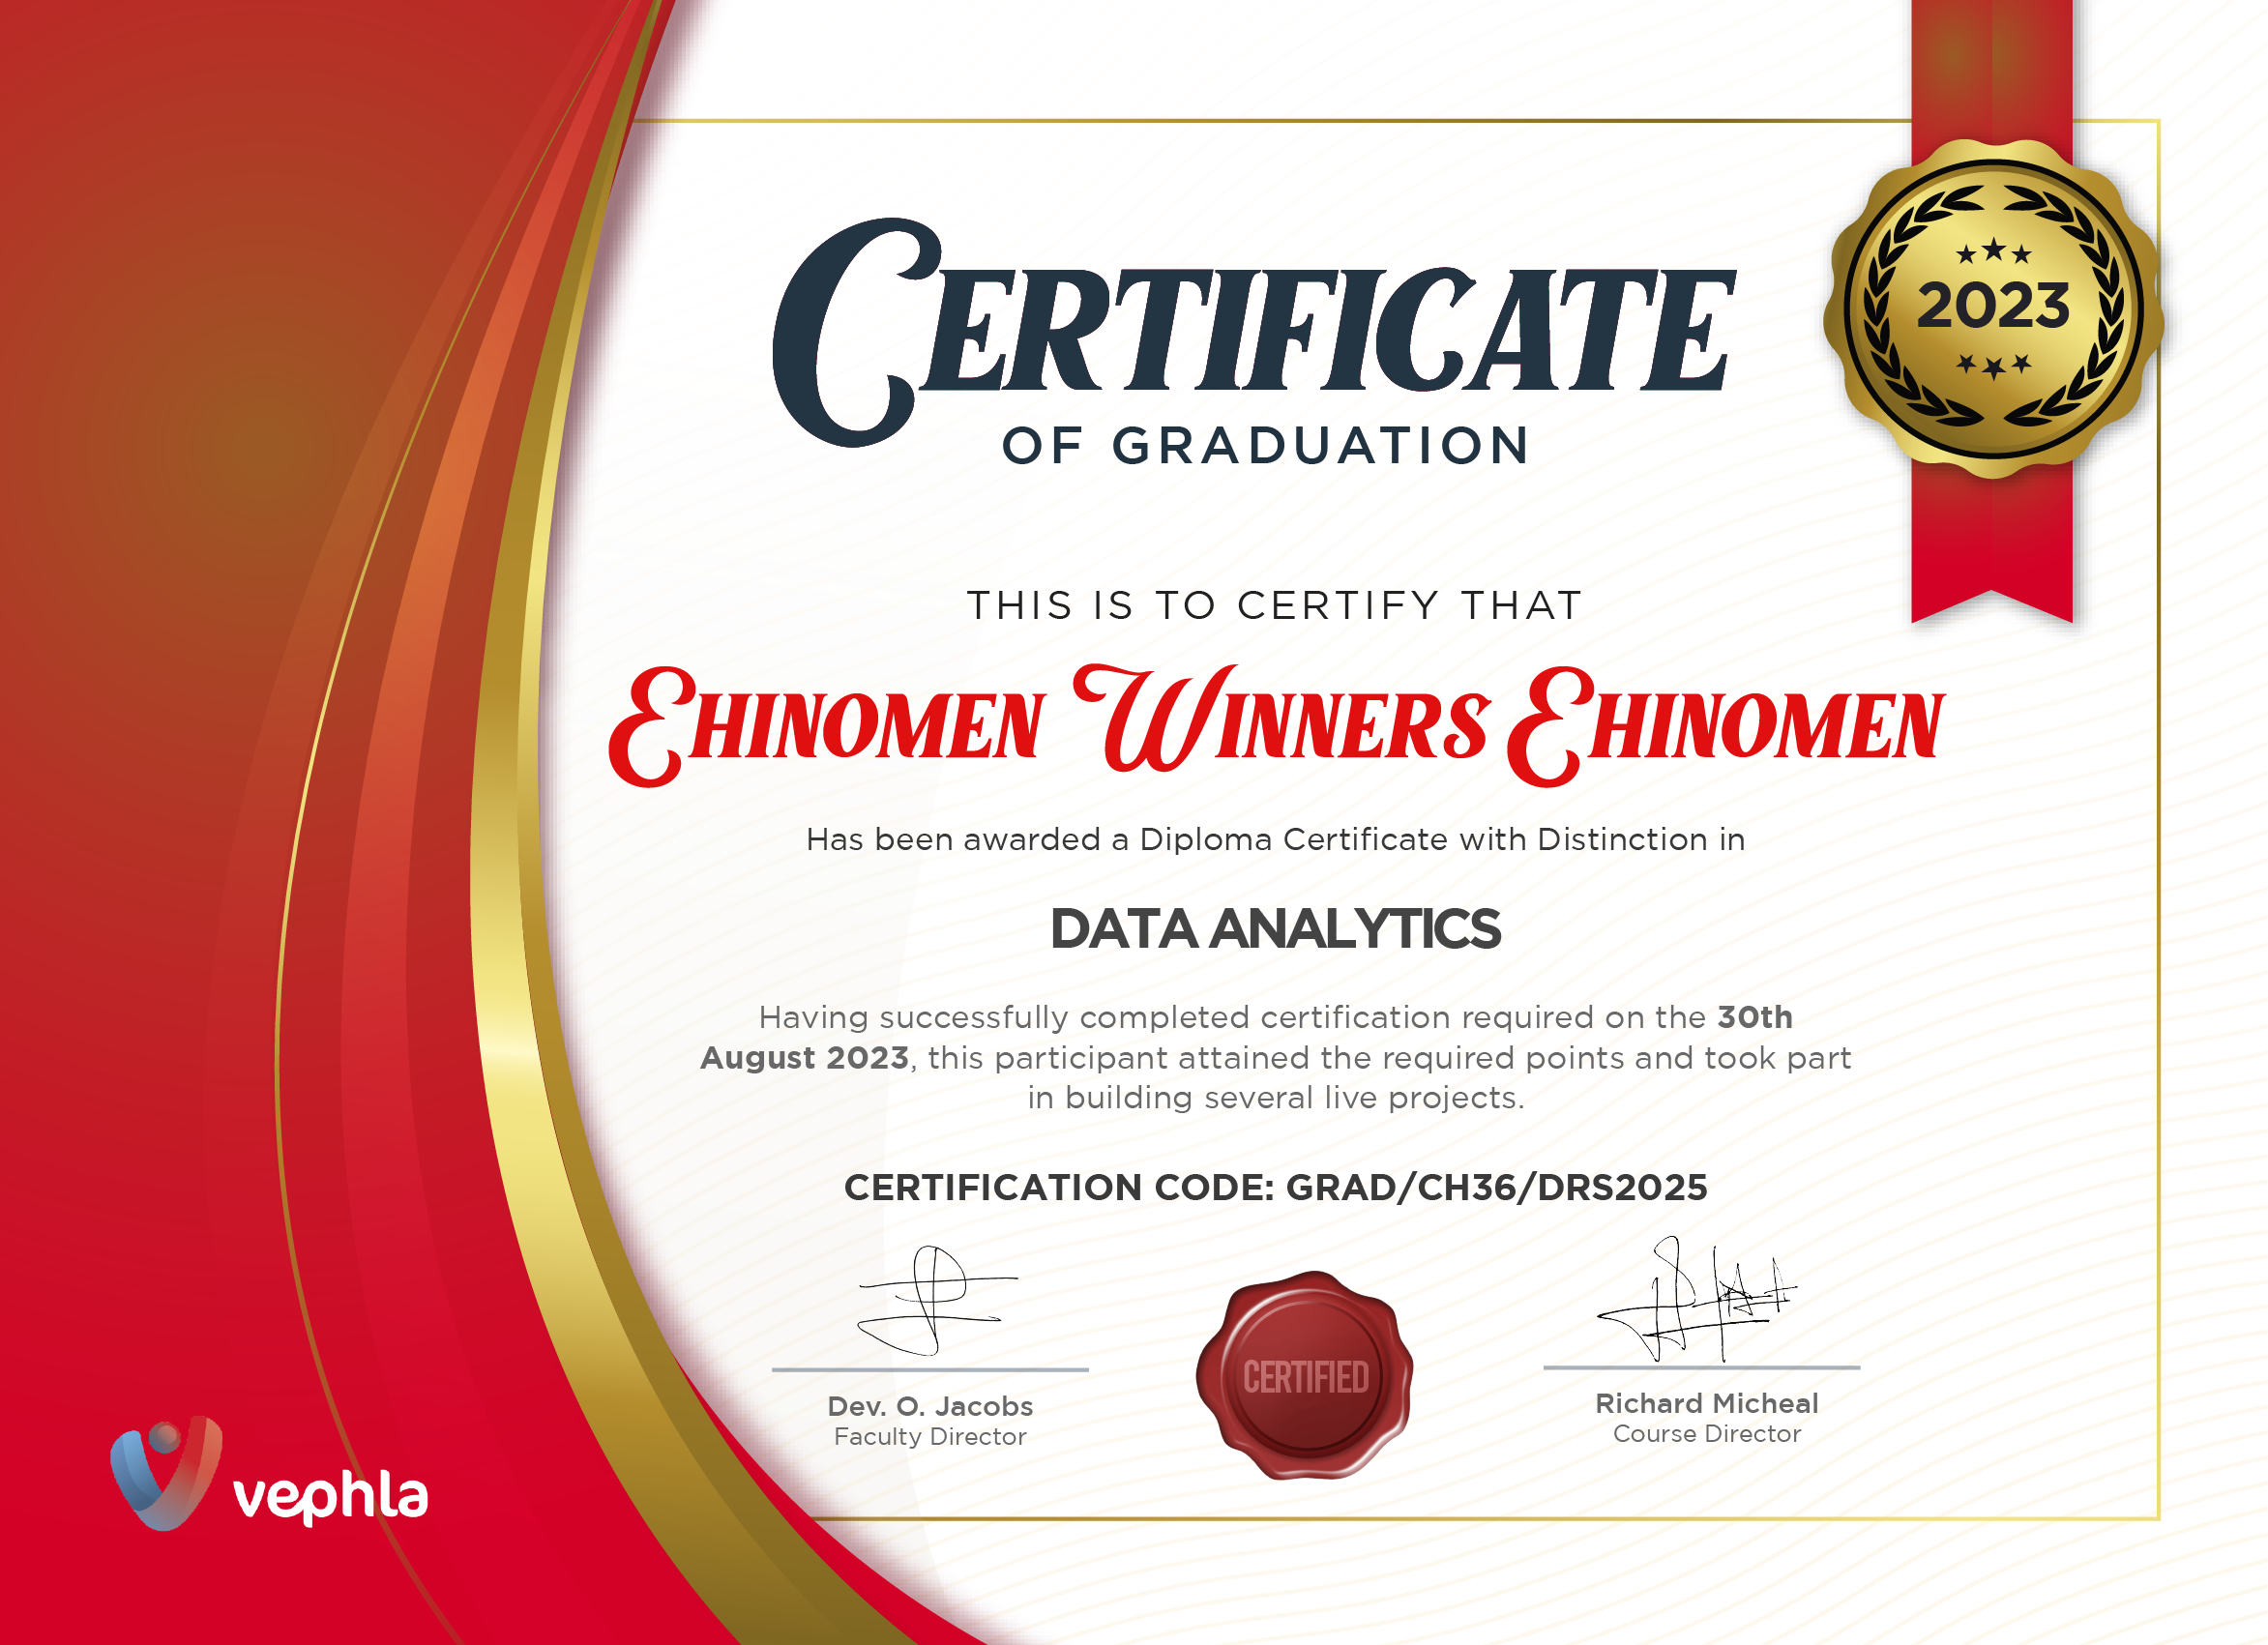 CERTIFICATE
OF GRADUATION
2023
THIS IS TO CERTIFY THAT
EHINOMEN WINNERS EHINOMEN
Has been awarded a Diploma Certificate with Distinction in
DATA ANALYTICS
Having successfully completed certification required on the 30th
August 2023, this participant attained the required points and took part
in building several live projects.
CERTIFICATION CODE: GRAD/CH36/DRS2025
Dev. O. Jacobs
Faculty Director
CERTIFIED
Richard Micheal
Course Director
vephla